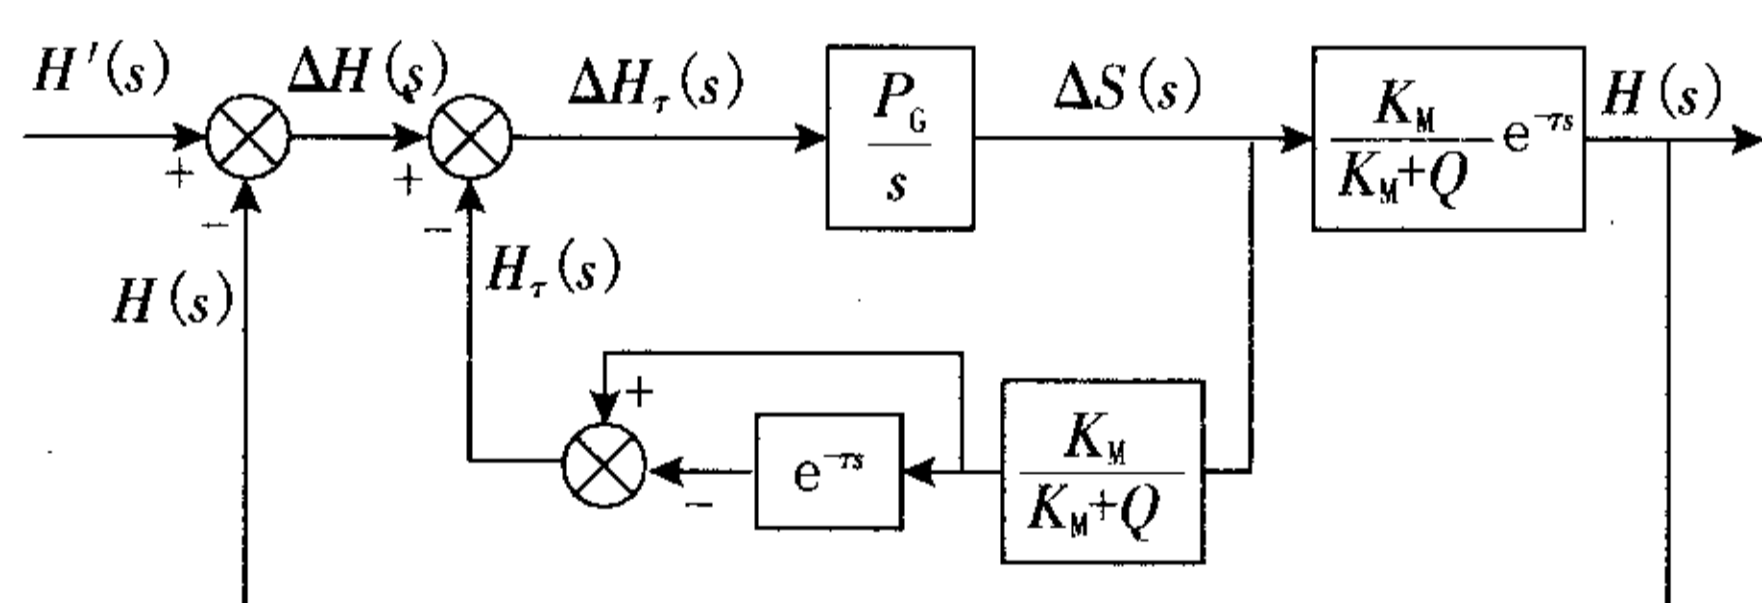 H′(s) ΔH(s) ΔH_τ(s) P_G/s ΔS(s) K_M/(K_M+Q) e^{-τs} H(s)
+ + − −
H(s) H_τ(s)
+
e^{-τs} K_M/(K_M+Q)
−